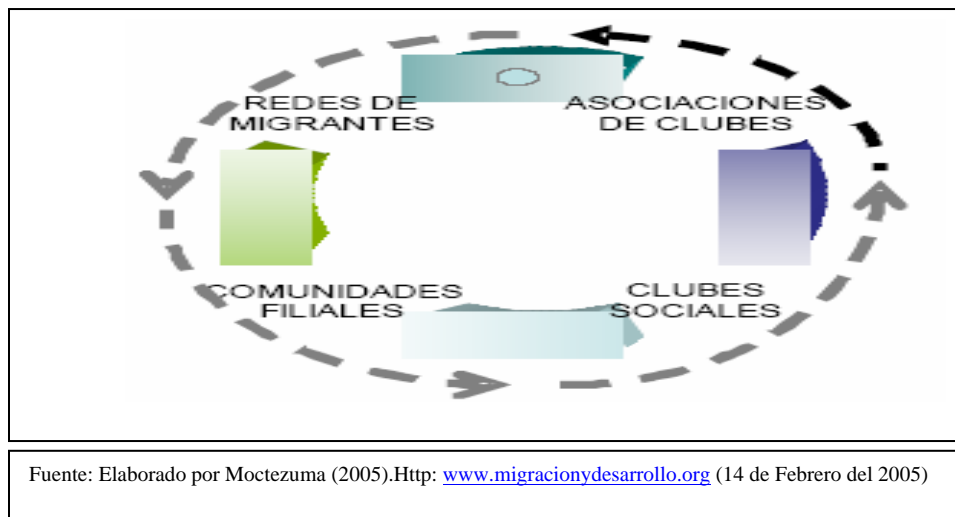 REDES DE
MIGRANTES
ASOCIACIONES
DE CLUBES
COMUNIDADES
FILIALES
CLUBES
SOCIALES
Fuente: Elaborado por Moctezuma (2005).Http: www.migracionydesarrollo.org (14 de Febrero del 2005)